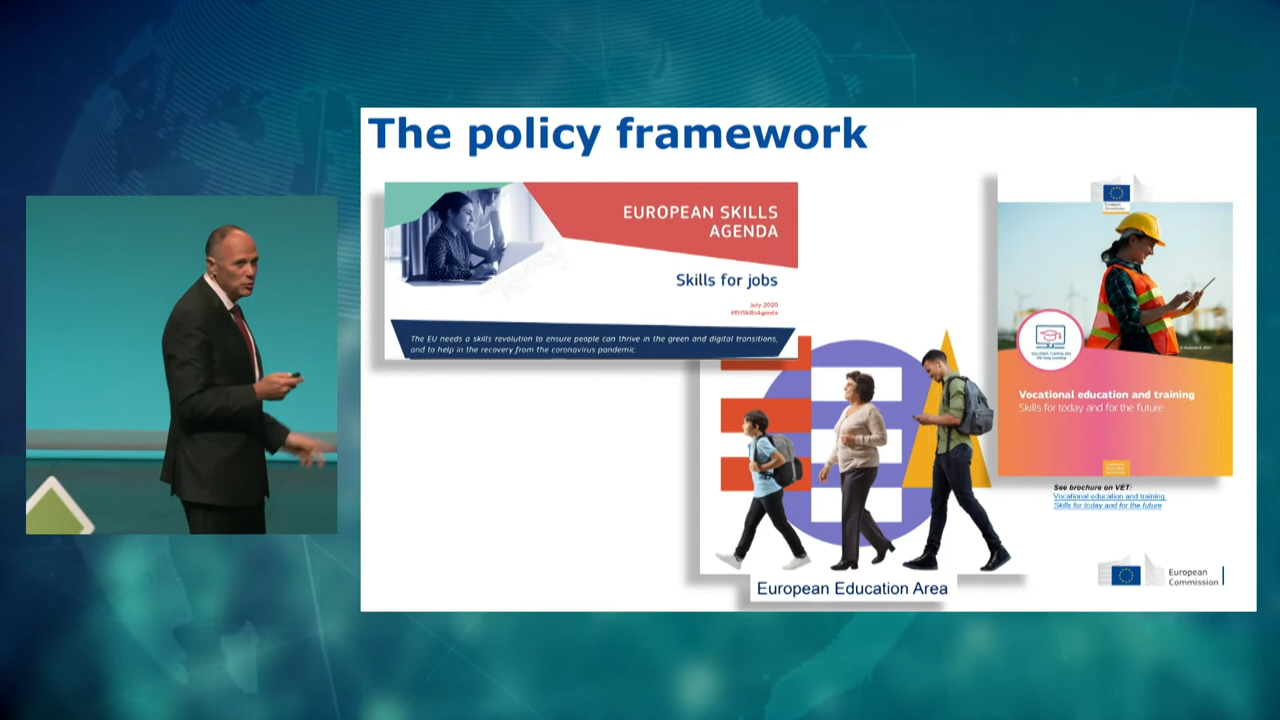 The policy framework
EUROPEAN SKILLS
AGENDA
Skills for jobs
July 2020
#EUSkillsAgenda
The EU needs a skills revolution to ensure people can thrive in the green and digital transitions,
and to help in the recovery from the coronavirus pandemic.
European Education Area
Vocational education and training
Skills for today and for the future
See brochure on VET:
Vocational education and training
Skills for today and for the future
European
Commission